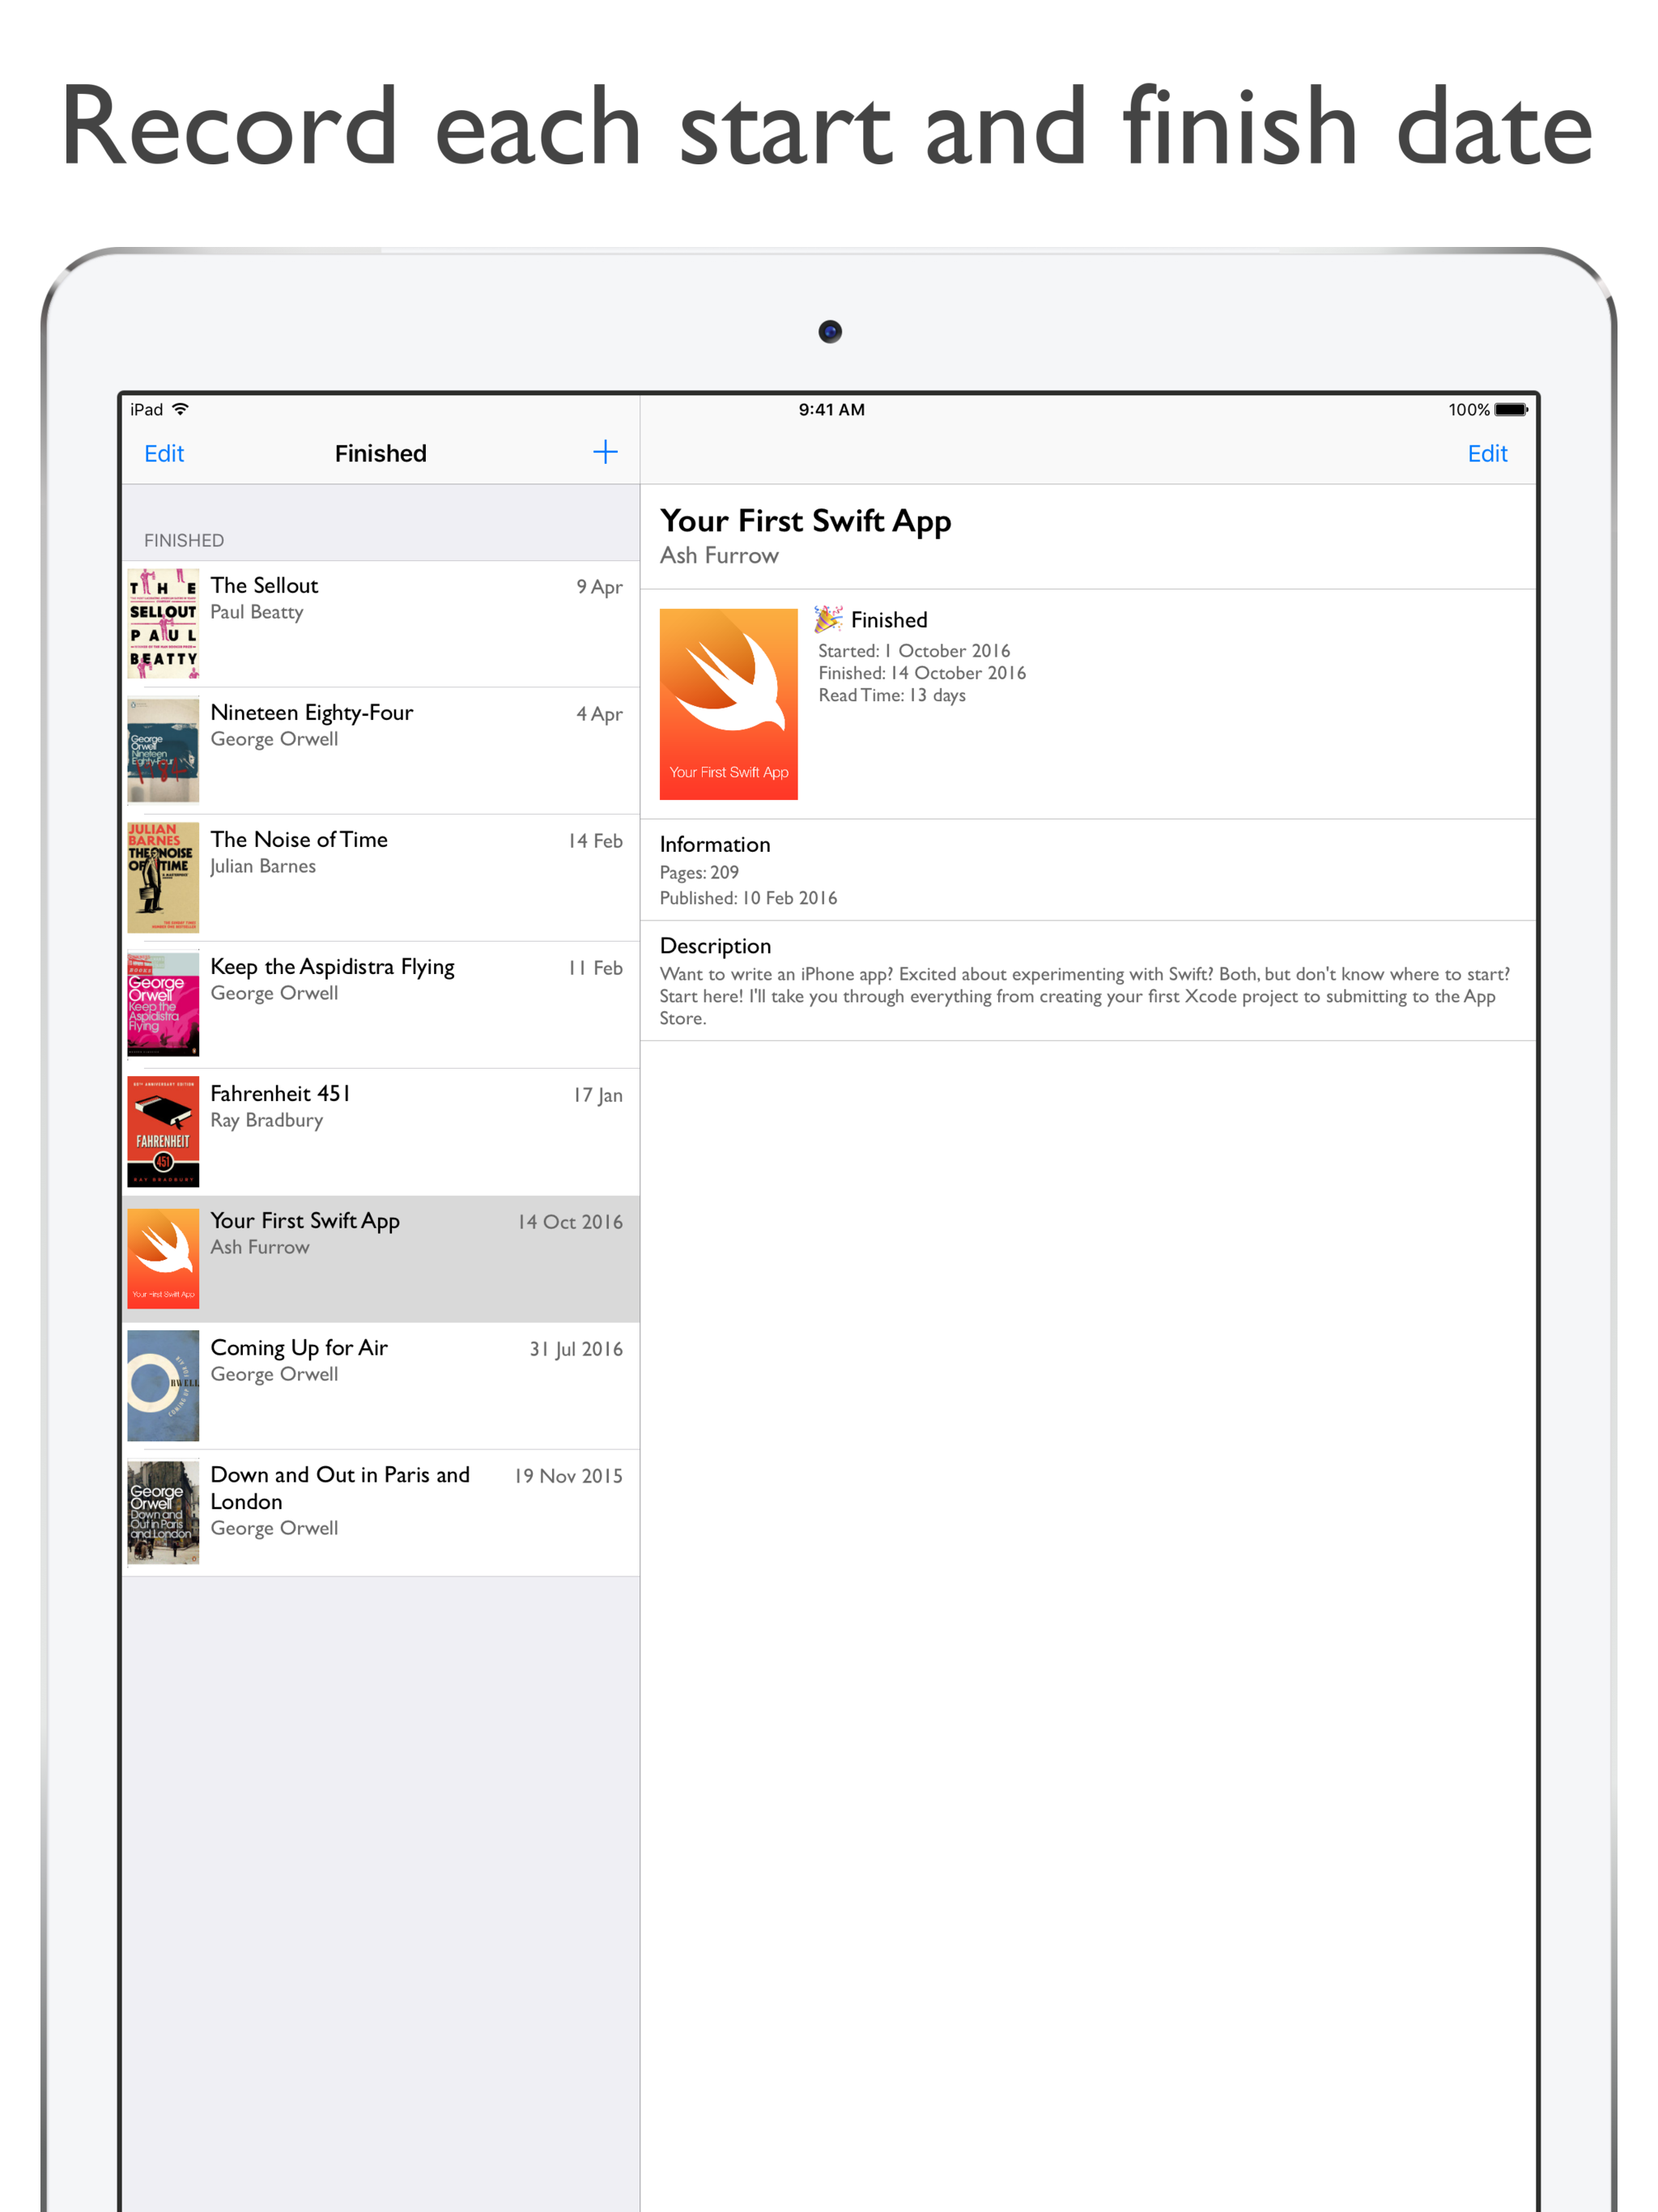 Record each start and finish date
iPad
9:41 AM
100%
Edit
Finished
+
Edit
FINISHED
THE
SELLOUT
PAUL
BEATTY
The Sellout
9 Apr
Paul Beatty
George
Orwell
Nineteen
Eighty-Four
1984
Nineteen Eighty-Four
4 Apr
George Orwell
JULIAN
BARNES
THE NOISE
OF TIME
The Noise of Time
14 Feb
Julian Barnes
BOOKS
George
Orwell
Keep the
Aspidistra
Flying
Keep the Aspidistra Flying
11 Feb
George Orwell
FAHRENHEIT
451
RAY BRADBURY
Fahrenheit 451
17 Jan
Ray Bradbury
Your First Swift App
Your First Swift App
14 Oct 2016
Ash Furrow
ORWELL
COMING UP
FOR AIR
Coming Up for Air
31 Jul 2016
George Orwell
George
Orwell
Down and
Out in Paris
and London
Down and Out in Paris and
London
19 Nov 2015
George Orwell
Your First Swift App
Ash Furrow
Your First Swift App
🎉 Finished
Started: 1 October 2016
Finished: 14 October 2016
Read Time: 13 days
Information
Pages: 209
Published: 10 Feb 2016
Description
Want to write an iPhone app? Excited about experimenting with Swift? Both, but don't know where to start?
Start here! I'll take you through everything from creating your first Xcode project to submitting to the App
Store.